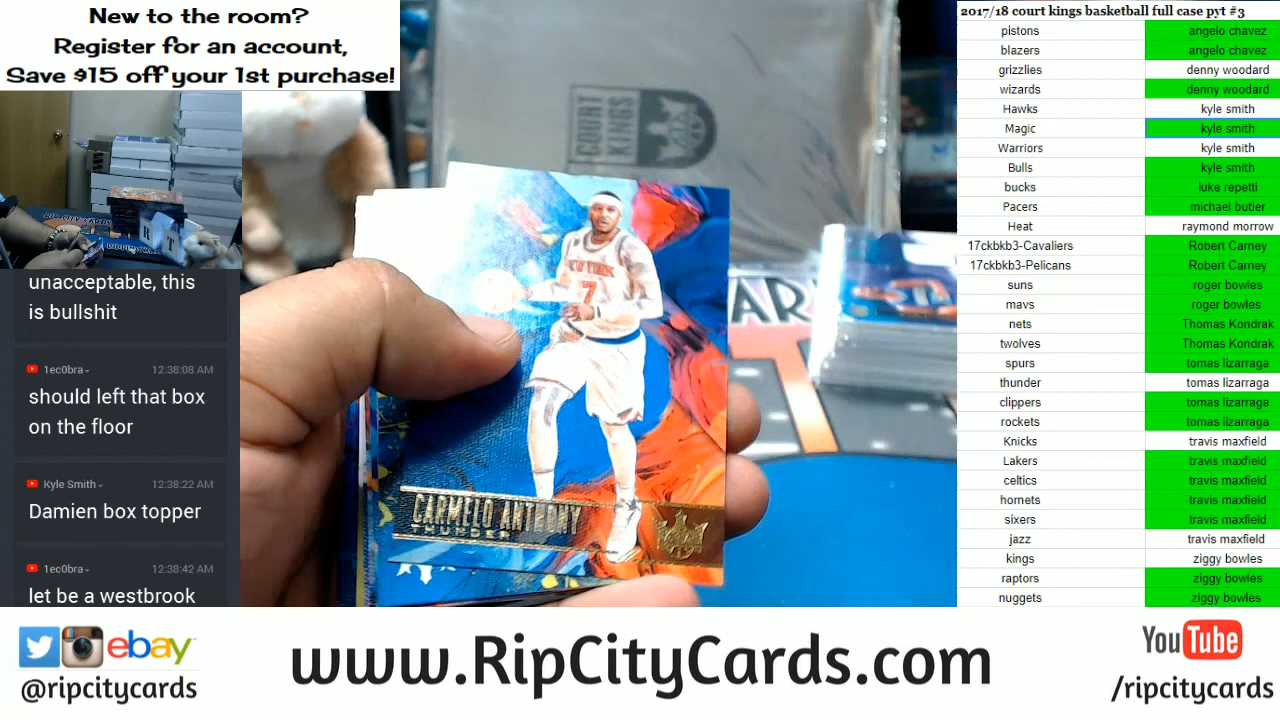 New to the room?
Register for an account,
Save $15 off your 1st purchase!
unacceptable, this
is bullshit
1ec0bra
12:38:08 AM
should left that box
on the floor
Kyle Smith
12:38:22 AM
Damien box topper
1ec0bra
12:38:42 AM
let be a westbrook
RIP CITY CARDS
R T
COURT
KINGS
NEW YORK
7
CARMELO ANTHONY
THUNDER
AR
2017/18 court kings basketball full case pyt #3
pistons angelo chavez
blazers angelo chavez
grizzlies denny woodard
wizards denny woodard
Hawks kyle smith
Magic kyle smith
Warriors kyle smith
Bulls kyle smith
bucks luke repetti
Pacers michael butler
Heat raymond morrow
17ckbkb3-Cavaliers Robert Carney
17ckbkb3-Pelicans Robert Carney
suns roger bowles
mavs roger bowles
nets Thomas Kondrak
twolves Thomas Kondrak
spurs tomas lizarraga
thunder tomas lizarraga
clippers tomas lizarraga
rockets tomas lizarraga
Knicks travis maxfield
Lakers travis maxfield
celtics travis maxfield
hornets travis maxfield
sixers travis maxfield
jazz travis maxfield
kings ziggy bowles
raptors ziggy bowles
nuggets ziggy bowles
ebay
@ripcitycards
www.RipCityCards.com
YouTube
/ripcitycards